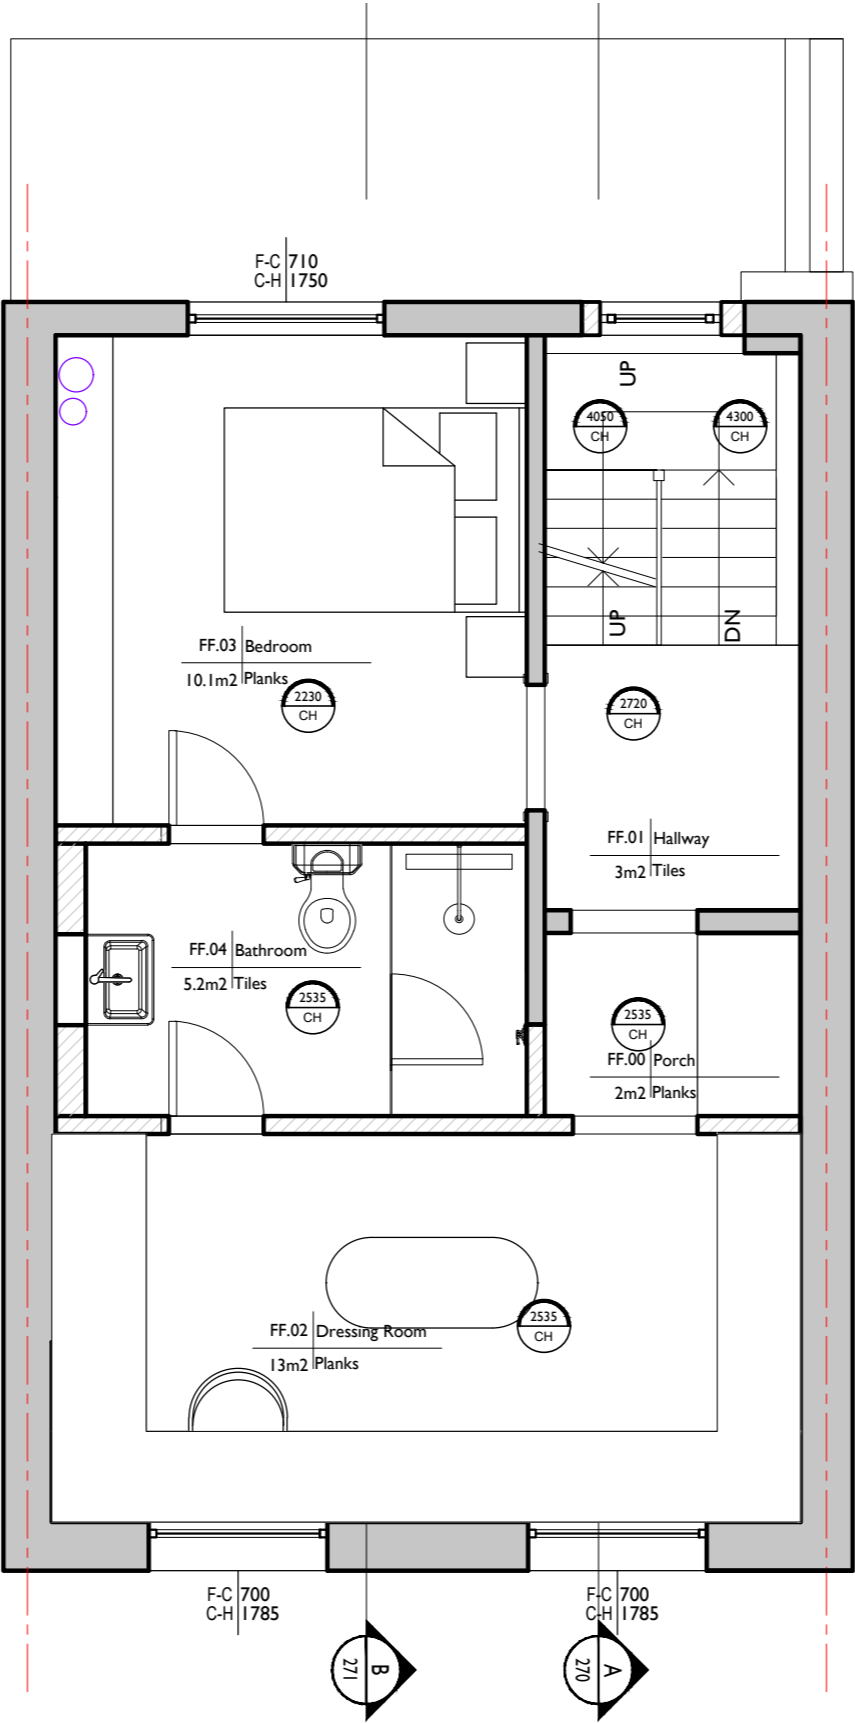 F-C 710
C-H 1750
UP
4050
CH
4300
CH
UP
DN
FF.03 Bedroom
10.1m2 Planks
2230
CH
2720
CH
FF.01 Hallway
3m2 Tiles
FF.04 Bathroom
5.2m2 Tiles
2535
CH
2535
CH
FF.00 Porch
2m2 Planks
2535
CH
FF.02 Dressing Room
13m2 Planks
F-C 700
C-H 1785
F-C 700
C-H 1785
B
271
A
270